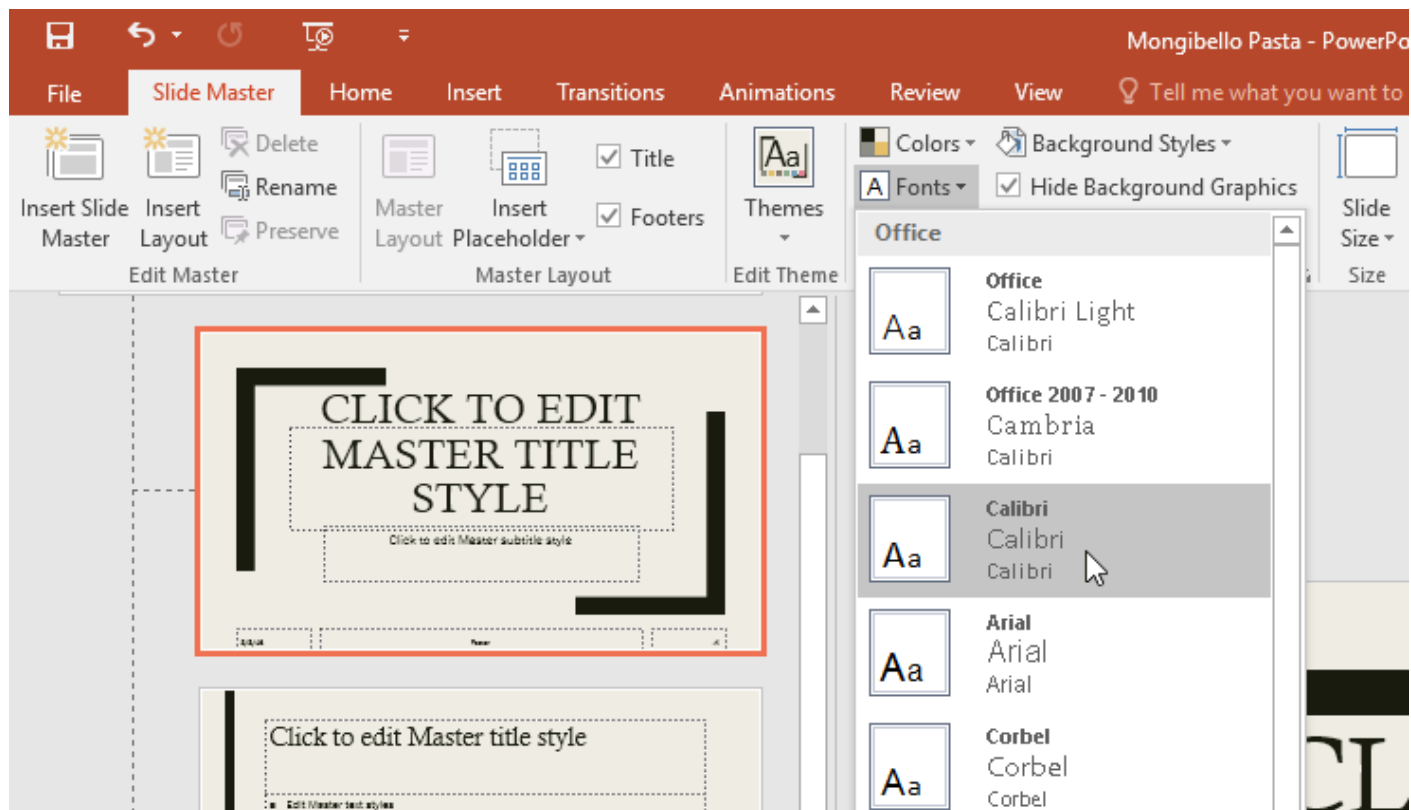 Mongibello Pasta - PowerPo
File Slide Master Home Insert Transitions Animations Review View Tell me what you want to
Insert Slide Master
Insert Layout
Delete
Rename
Preserve
Edit Master
Master Layout
Insert Placeholder
Title
Footers
Master Layout
Themes
Edit Theme
Colors
Fonts
Background Styles
Hide Background Graphics
Slide Size
Size
Office
Aa
Office
Calibri Light
Calibri
Aa
Office 2007 - 2010
Cambria
Calibri
Aa
Calibri
Calibri
Calibri
Aa
Arial
Arial
Arial
Aa
Corbel
Corbel
Corbel
CLICK TO EDIT
MASTER TITLE
STYLE
Click to edit Master subtitle style
Footer
Click to edit Master title style
Edit Master text styles
CL